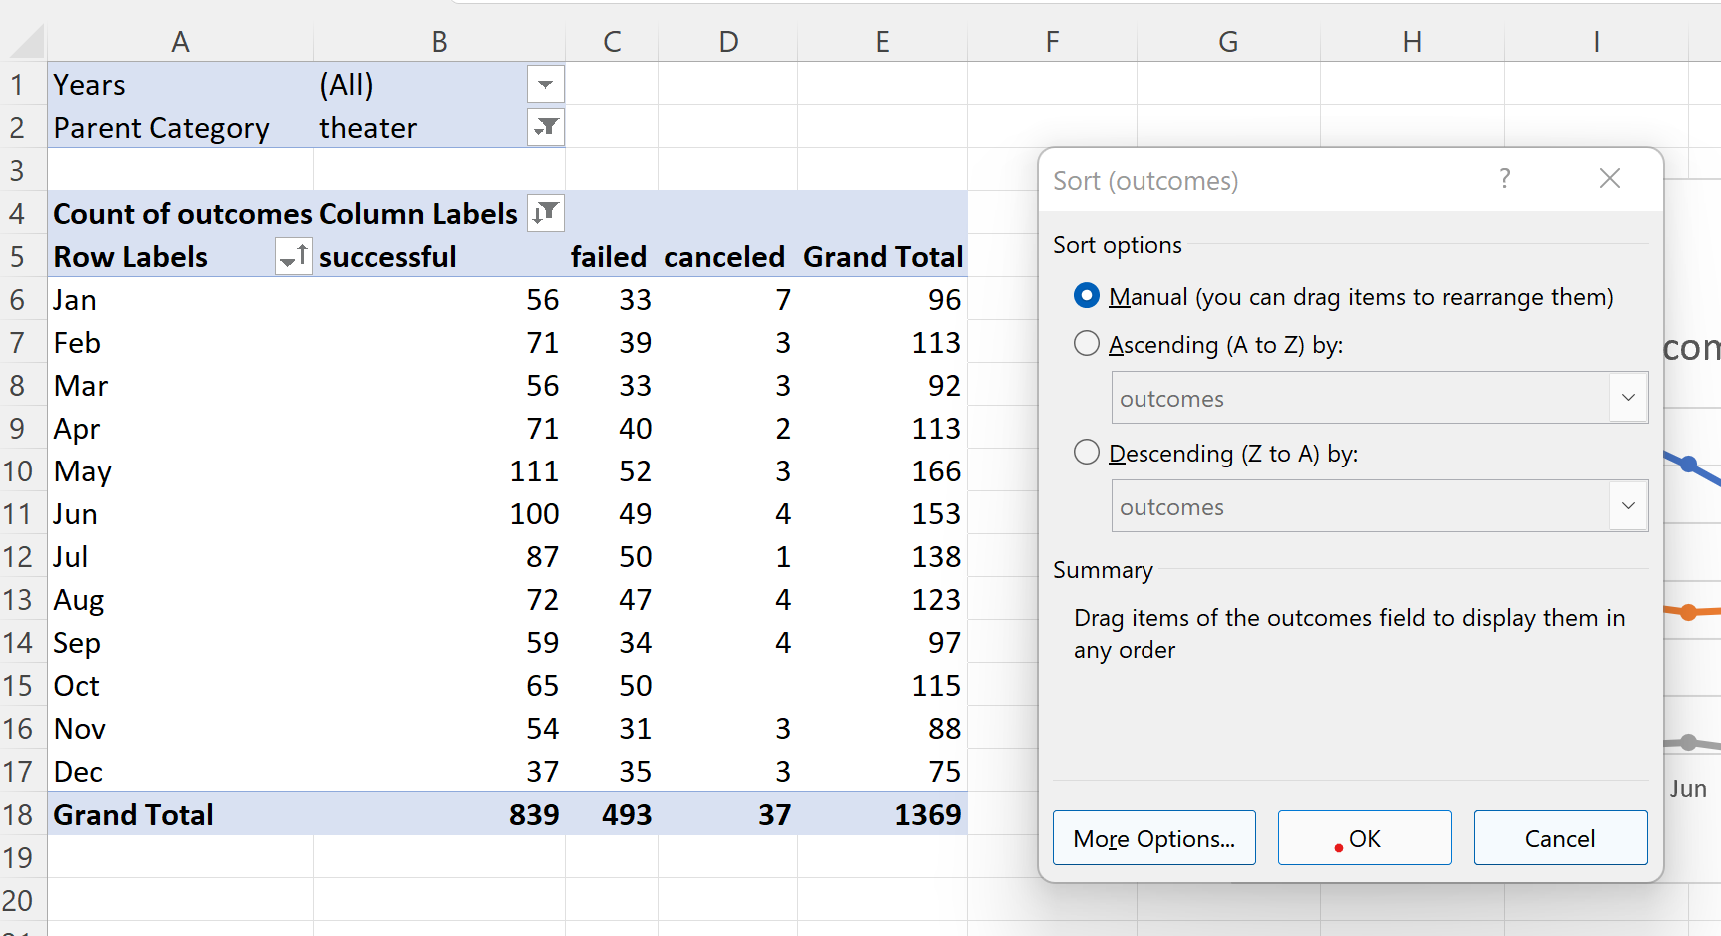 A B C D E F G H I
1 Years (All)
2 Parent Category theater
3
4 Count of outcomes Column Labels
5 Row Labels successful failed canceled Grand Total
6 Jan 56 33 7 96
7 Feb 71 39 3 113
8 Mar 56 33 3 92
9 Apr 71 40 2 113
10 May 111 52 3 166
11 Jun 100 49 4 153
12 Jul 87 50 1 138
13 Aug 72 47 4 123
14 Sep 59 34 4 97
15 Oct 65 50 115
16 Nov 54 31 3 88
17 Dec 37 35 3 75
18 Grand Total 839 493 37 1369
19
20
Sort (outcomes) ?
Sort options
Manual (you can drag items to rearrange them)
Ascending (A to Z) by:
outcomes
Descending (Z to A) by:
outcomes
Summary
Drag items of the outcomes field to display them in
any order
More Options... OK Cancel
com
Jun